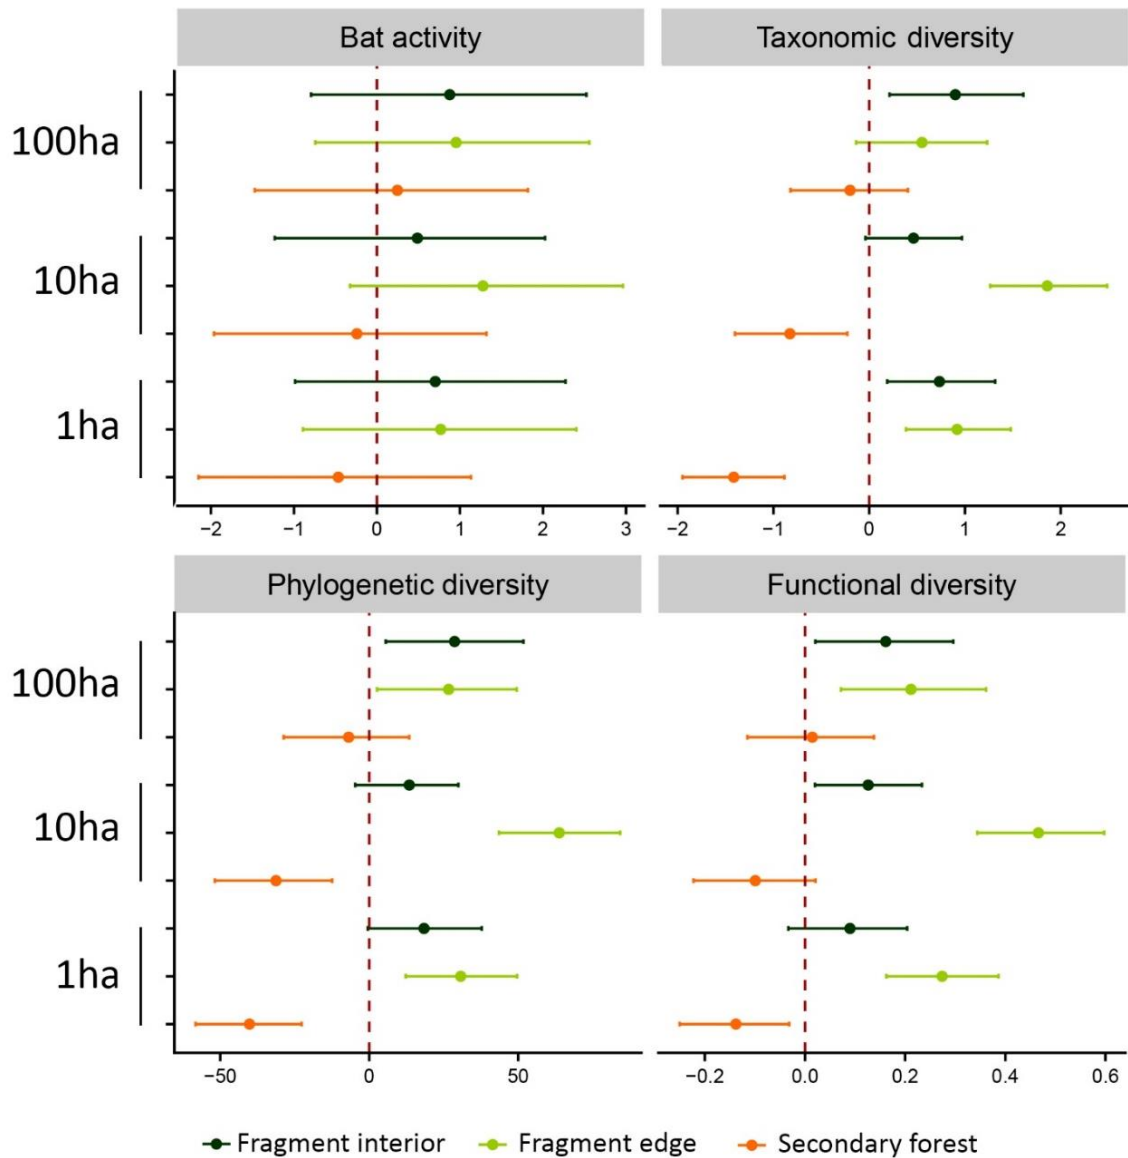 Bat activity Taxonomic diversity
100ha
10ha
1ha
−2 −1 0 1 2 3 −2 −1 0 1 2
Phylogenetic diversity Functional diversity
100ha
10ha
1ha
−50 0 50 −0.2 0.0 0.2 0.4 0.6
Fragment interior Fragment edge Secondary forest